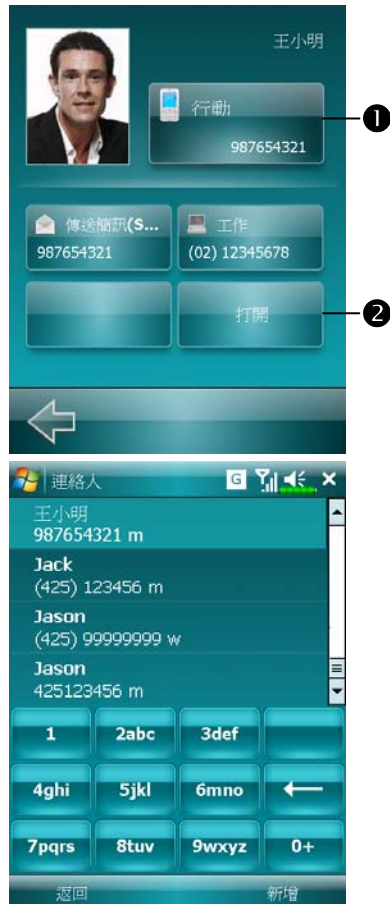 王小明
行動
987654321
❶
傳送簡訊(S...
987654321
工作
(02) 12345678
打開
❷
連絡人
G
王小明
987654321 m
Jack
(425) 123456 m
Jason
(425) 99999999 w
Jason
425123456 m
1 2abc 3def
4ghi 5jkl 6mno
7pqrs 8tuv 9wxyz 0+
返回 新增